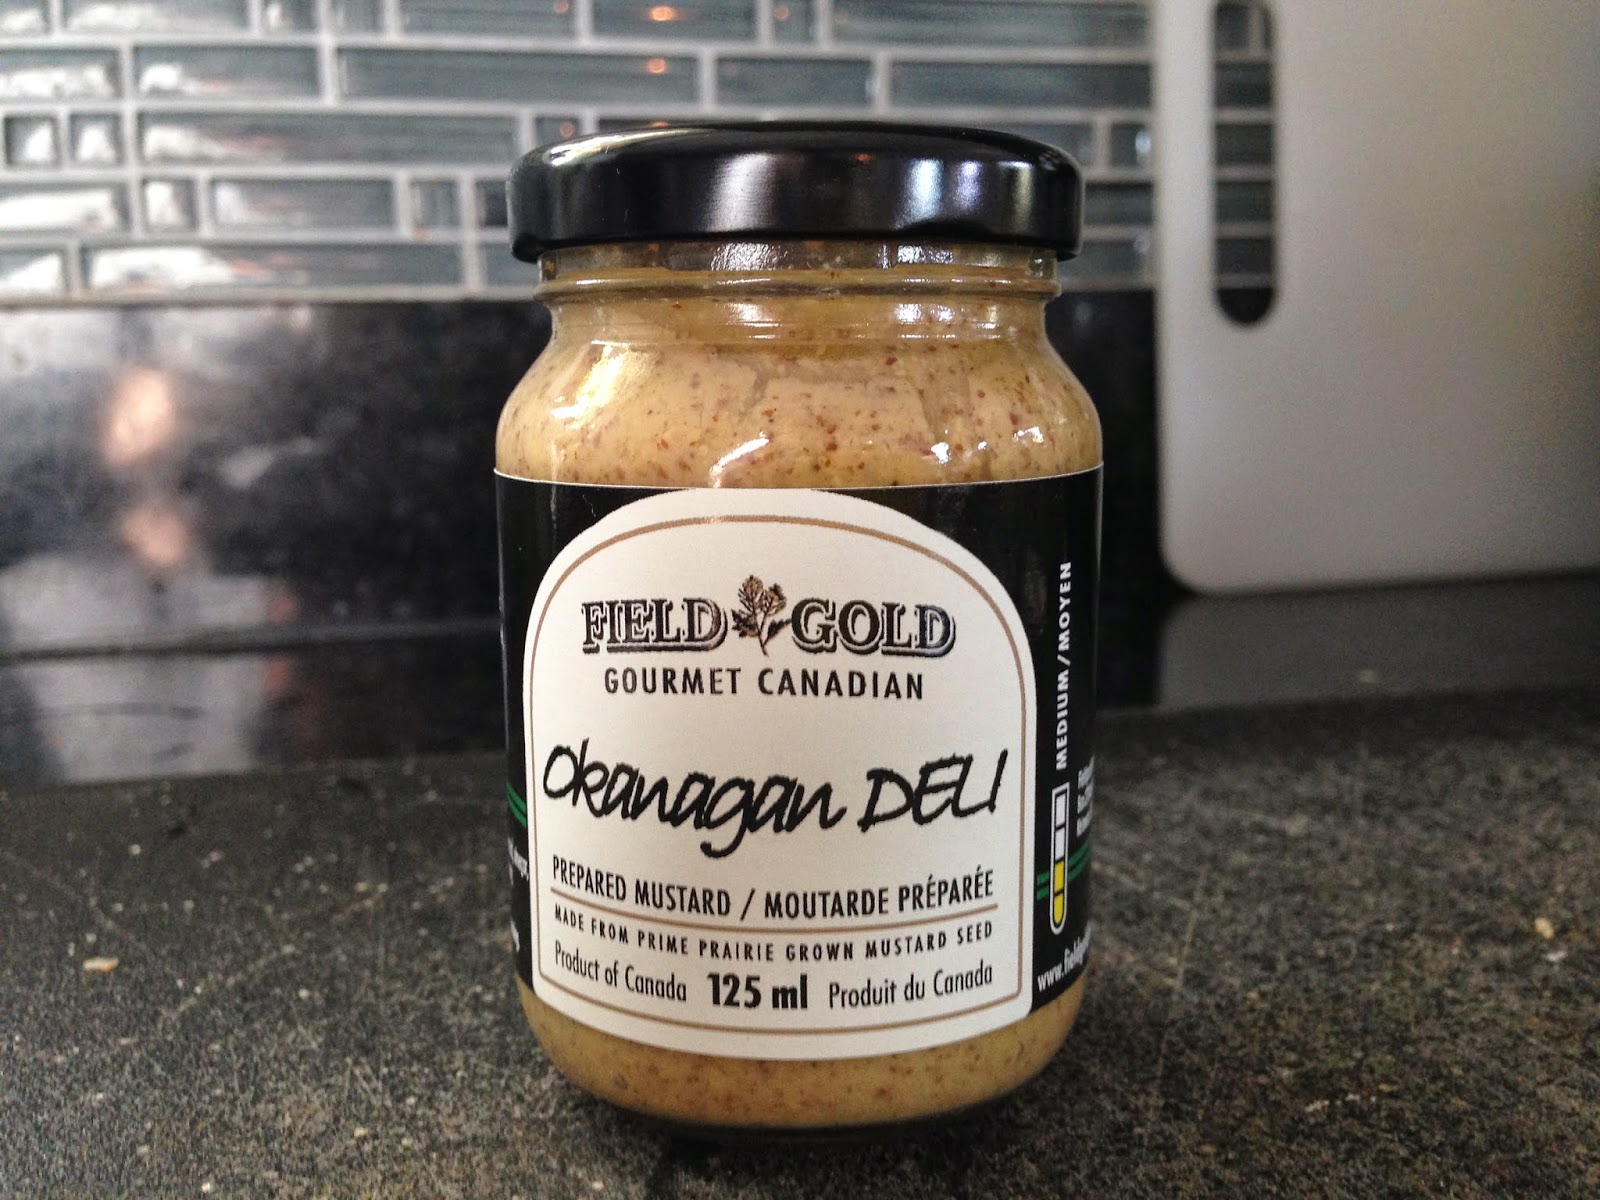 FIELD GOLD
GOURMET CANADIAN
Okanagan DELI
PREPARED MUSTARD / MOUTARDE PRÉPARÉE
MADE FROM PRIME PRAIRIE GROWN MUSTARD SEED
Product of Canada 125 ml Produit du Canada
MEDIUM / MOYEN